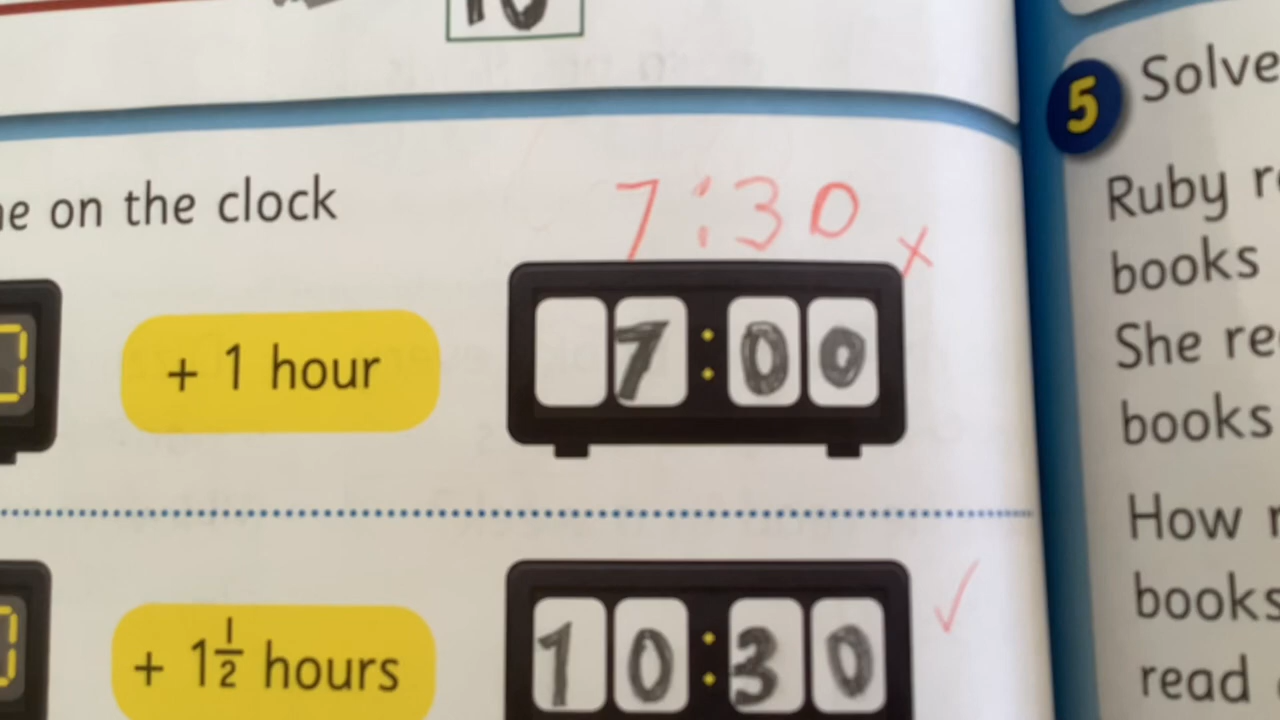 10
ne on the clock
7:30 x
+ 1 hour
7:00
+ 1½ hours
10:30 ✓
5 Solve
Ruby
books
She
books
How
books
read